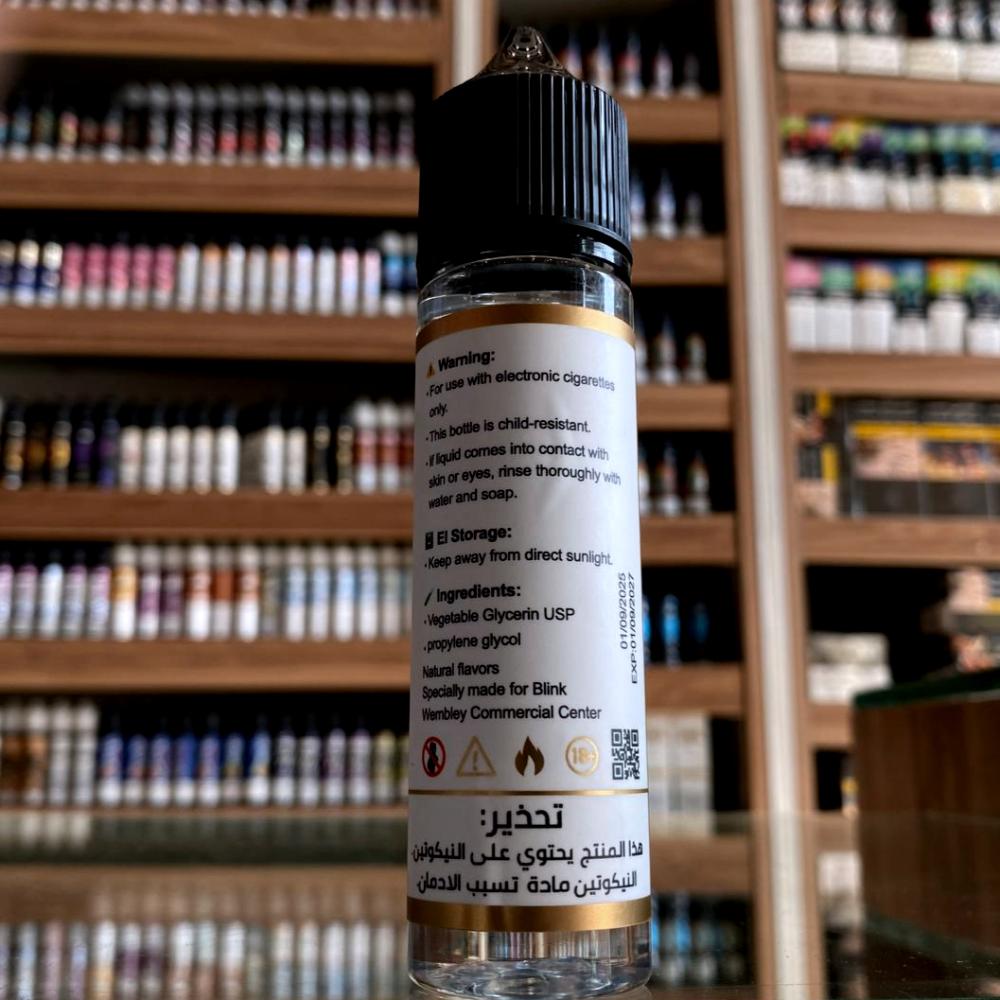 Warning:
·For use with electronic cigarettes
only.
·This bottle is child-resistant.
·If liquid comes into contact with
skin or eyes, rinse thoroughly with
water and soap.
El Storage:
·Keep away from direct sunlight.
Ingredients:
·Vegetable Glycerin USP
·propylene glycol
Natural flavors
Specially made for Blink
Wembley Commercial Center
01/09/2025
EXP:01/09/2027
18+
تحذير:
هذا المنتج يحتوي على النيكوتين.
النيكوتين مادة تسبب الادمان.